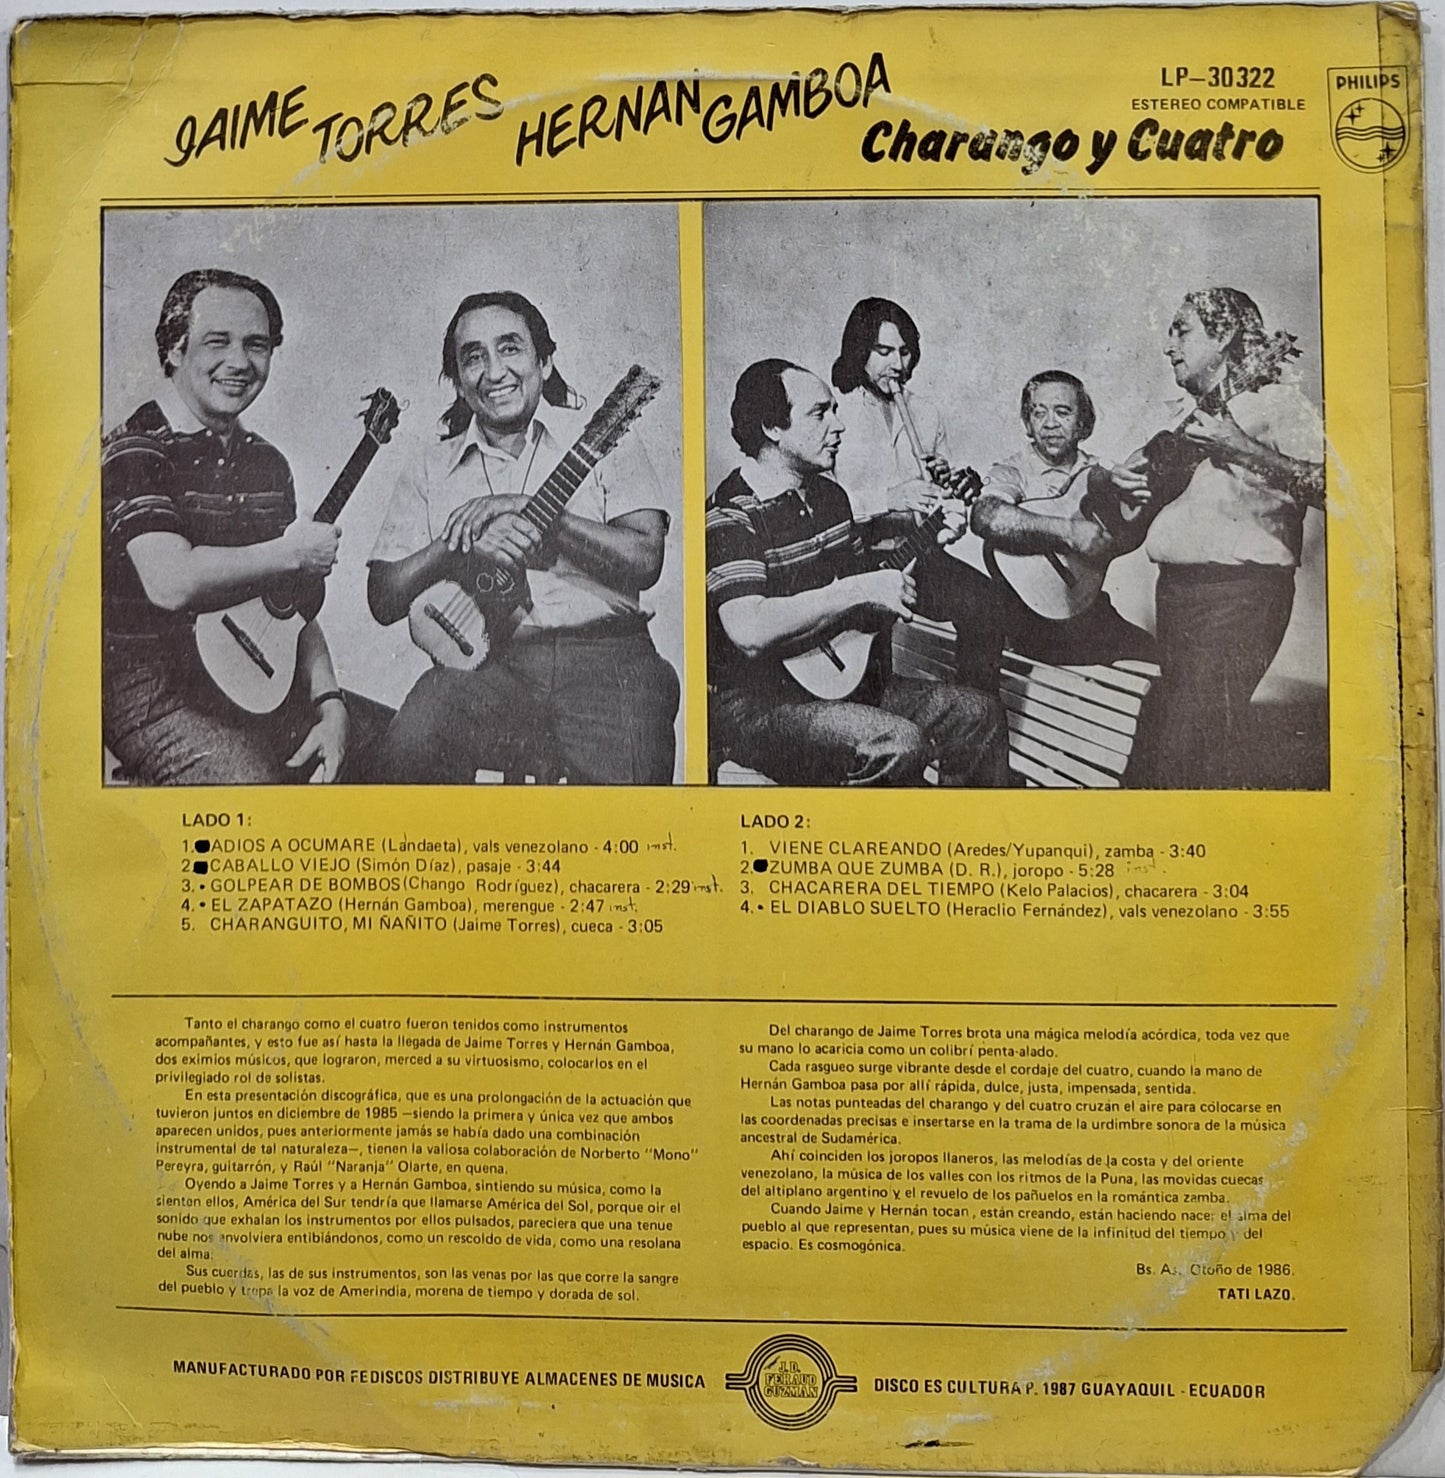 JAIME TORRES HERNAN GAMBOA
LP-30322
ESTEREO COMPATIBLE
Charango y Cuatro
PHILIPS
LADO 1:
1. ADIOS A OCUMARE (Landaeta), vals venezolano - 4:00 inst.
2. CABALLO VIEJO (Simón Díaz), pasaje - 3:44
3. • GOLPEAR DE BOMBOS (Chango Rodríguez), chacarera - 2:29 inst.
4. • EL ZAPATAZO (Hernán Gamboa), merengue - 2:47 inst.
5. CHARANGUITO, MI ÑAÑITO (Jaime Torres), cueca - 3:05
LADO 2:
1. VIENE CLAREANDO (Aredes/Yupanqui), zamba - 3:40
2. ZUMBA QUE ZUMBA (D. R.), joropo - 5:28 inst.
3. CHACARERA DEL TIEMPO (Kelo Palacios), chacarera - 3:04
4. • EL DIABLO SUELTO (Heraclio Fernández), vals venezolano - 3:55
Tanto el charango como el cuatro fueron tenidos como instrumentos
acompañantes, y esto fue así hasta la llegada de Jaime Torres y Hernán Gamboa,
dos eximios músicos, que lograron, merced a su virtuosismo, colocarlos en el
privilegiado rol de solistas.
En esta presentación discográfica, que es una prolongación de la actuación que
tuvieron juntos en diciembre de 1985 —siendo la primera y única vez que ambos
aparecen unidos, pues anteriormente jamás se había dado una combinación
instrumental de tal naturaleza—, tienen la valiosa colaboración de Norberto "Mono"
Pereyra, guitarrón, y Raúl "Naranja" Olarte, en quena.
Oyendo a Jaime Torres y a Hernán Gamboa, sintiendo su música, como la
sienten ellos, América del Sur tendría que llamarse América del Sol, porque oir el
sonido que exhalan los instrumentos por ellos pulsados, pareciera que una tenue
nube nos envolviera entibiándonos, como un rescoldo de vida, como una resolana
del alma.
Sus cuerdas, las de sus instrumentos, son las venas por las que corre la sangre
del pueblo y trepa la voz de Amerindia, morena de tiempo y dorada de sol.
Del charango de Jaime Torres brota una mágica melodía acórdica, toda vez que
su mano lo acaricia como un colibrí penta-alado.
Cada rasgueo surge vibrante desde el cordaje del cuatro, cuando la mano de
Hernán Gamboa pasa por allí rápida, dulce, justa, impensada, sentida.
Las notas punteadas del charango y del cuatro cruzan el aire para colocarse en
las coordenadas precisas e insertarse en la trama de la urdimbre sonora de la música
ancestral de Sudamérica.
Ahí coinciden los joropos llaneros, las melodías de la costa y del oriente
venezolano, la música de los valles con los ritmos de la Puna, las movidas cuecas
del altiplano argentino y el revuelo de los pañuelos en la romántica zamba.
Cuando Jaime y Hernán tocan, están creando, están haciendo nacer el alma del
pueblo al que representan, pues su música viene de la infinitud del tiempo y del
espacio. Es cosmogónica.
Bs. As. Otoño de 1986.
TATI LAZO.
MANUFACTURADO POR FEDISCOS DISTRIBUYE ALMACENES DE MUSICA
J.D.
FERAUD
GUZMAN
DISCO ES CULTURA P. 1987 GUAYAQUIL - ECUADOR